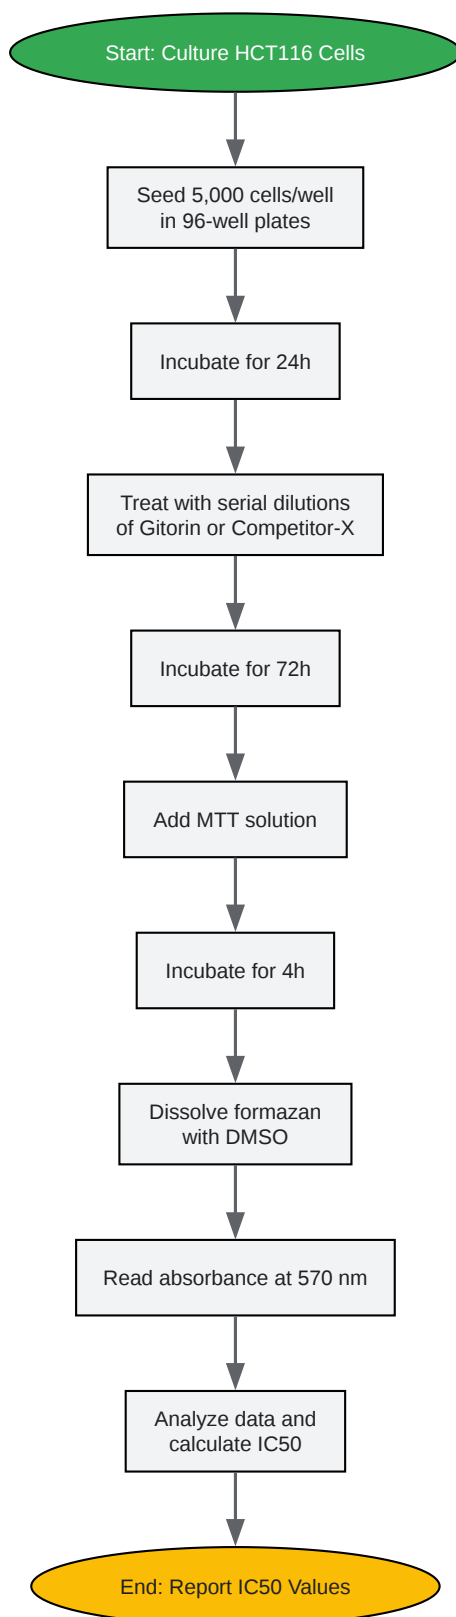 Start: Culture HCT116 Cells
Seed 5,000 cells/well
in 96-well plates
Incubate for 24h
Treat with serial dilutions
of Gitorin or Competitor-X
Incubate for 72h
Add MTT solution
Incubate for 4h
Dissolve formazan
with DMSO
Read absorbance at 570 nm
Analyze data and
calculate IC50
End: Report IC50 Values